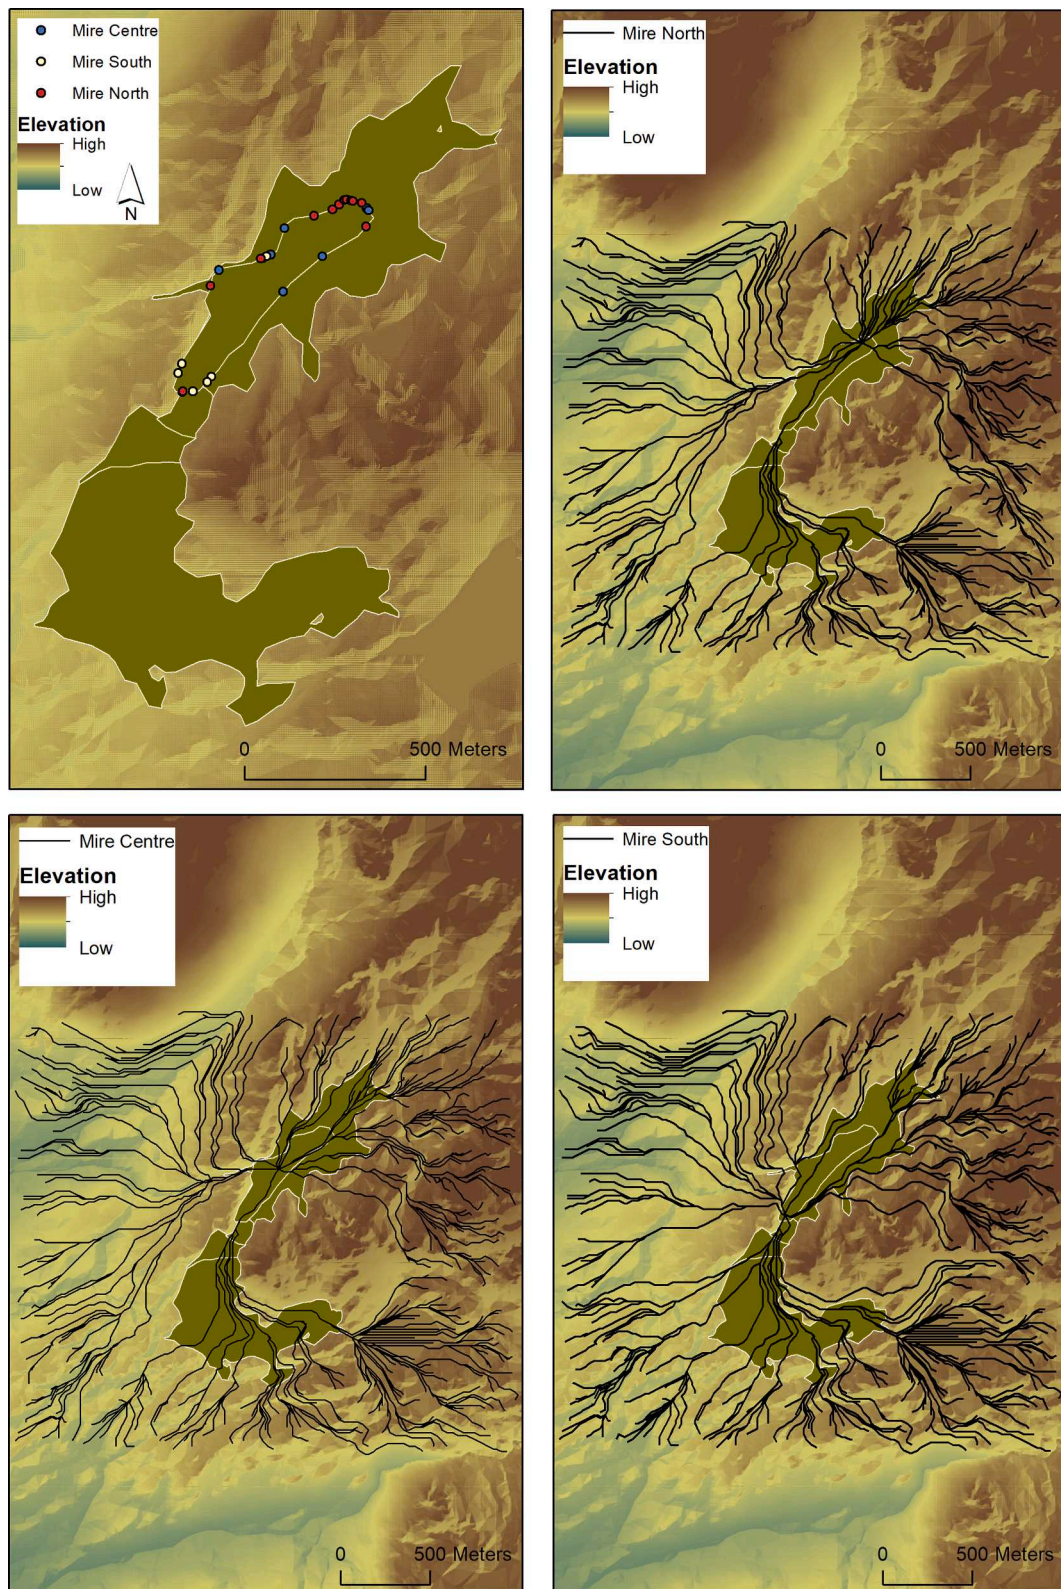 Mire Centre
Mire South
Mire North
Elevation
High
Low
N
0 500 Meters
Mire North
Elevation
High
Low
0 500 Meters
Mire Centre
Elevation
High
Low
0 500 Meters
Mire South
Elevation
High
Low
0 500 Meters